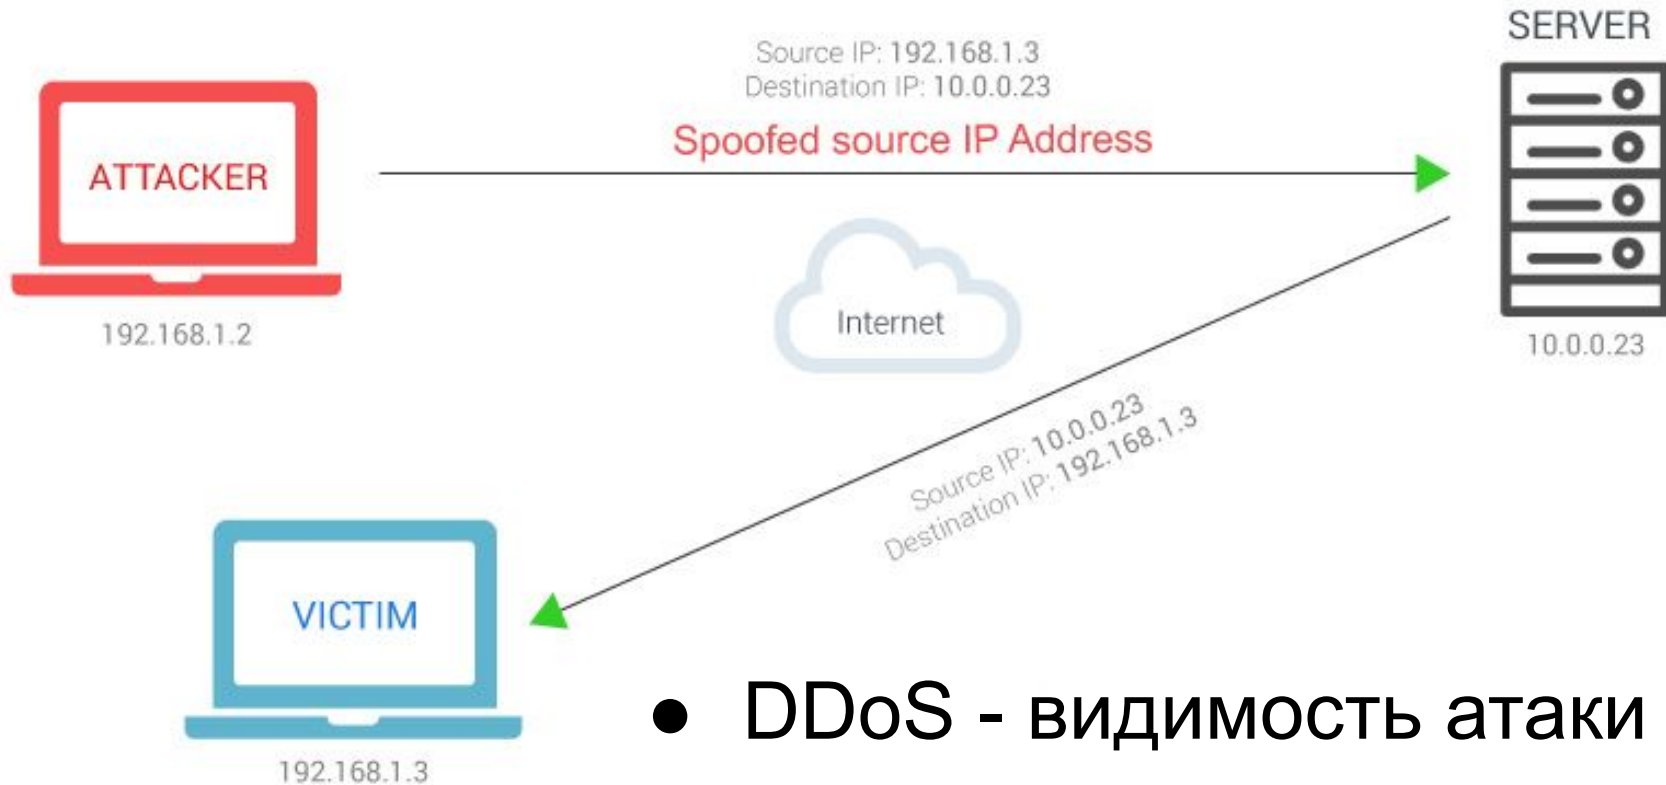 SERVER
Source IP: 192.168.1.3
Destination IP: 10.0.0.23
Spoofed source IP Address
ATTACKER
192.168.1.2
Internet
10.0.0.23
Source IP: 10.0.0.23
Destination IP: 192.168.1.3
VICTIM
192.168.1.3
● DDoS - видимость атаки